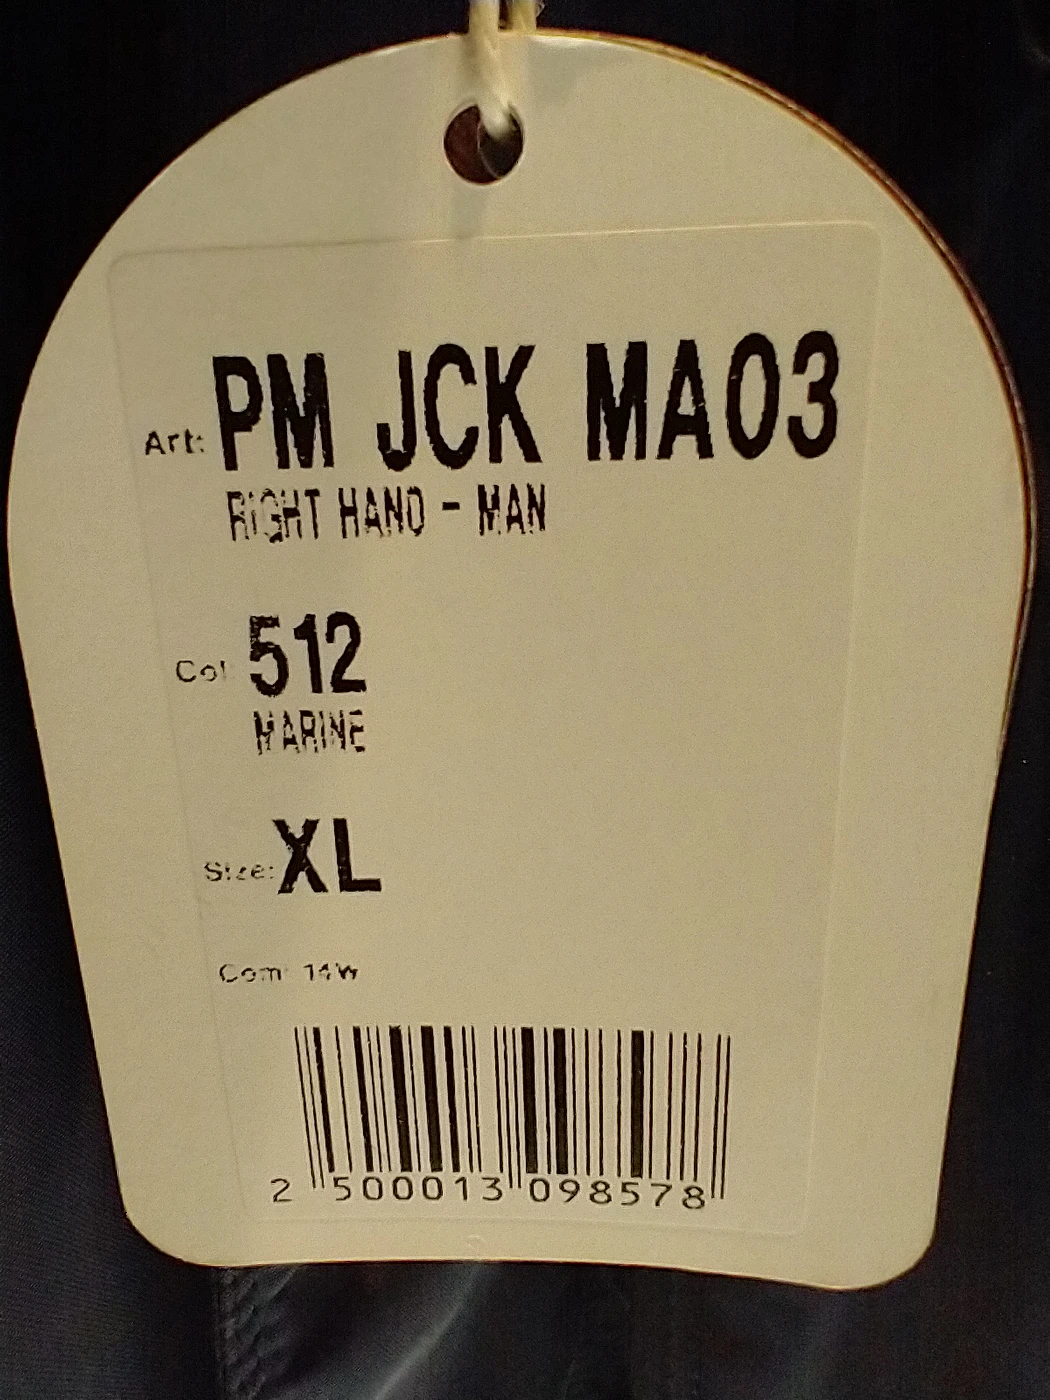 Art: PM JCK MA03
RIGHT HAND - MAN
Col 512
MARINE
Size: XL
Com: 14W
2 500013 098578